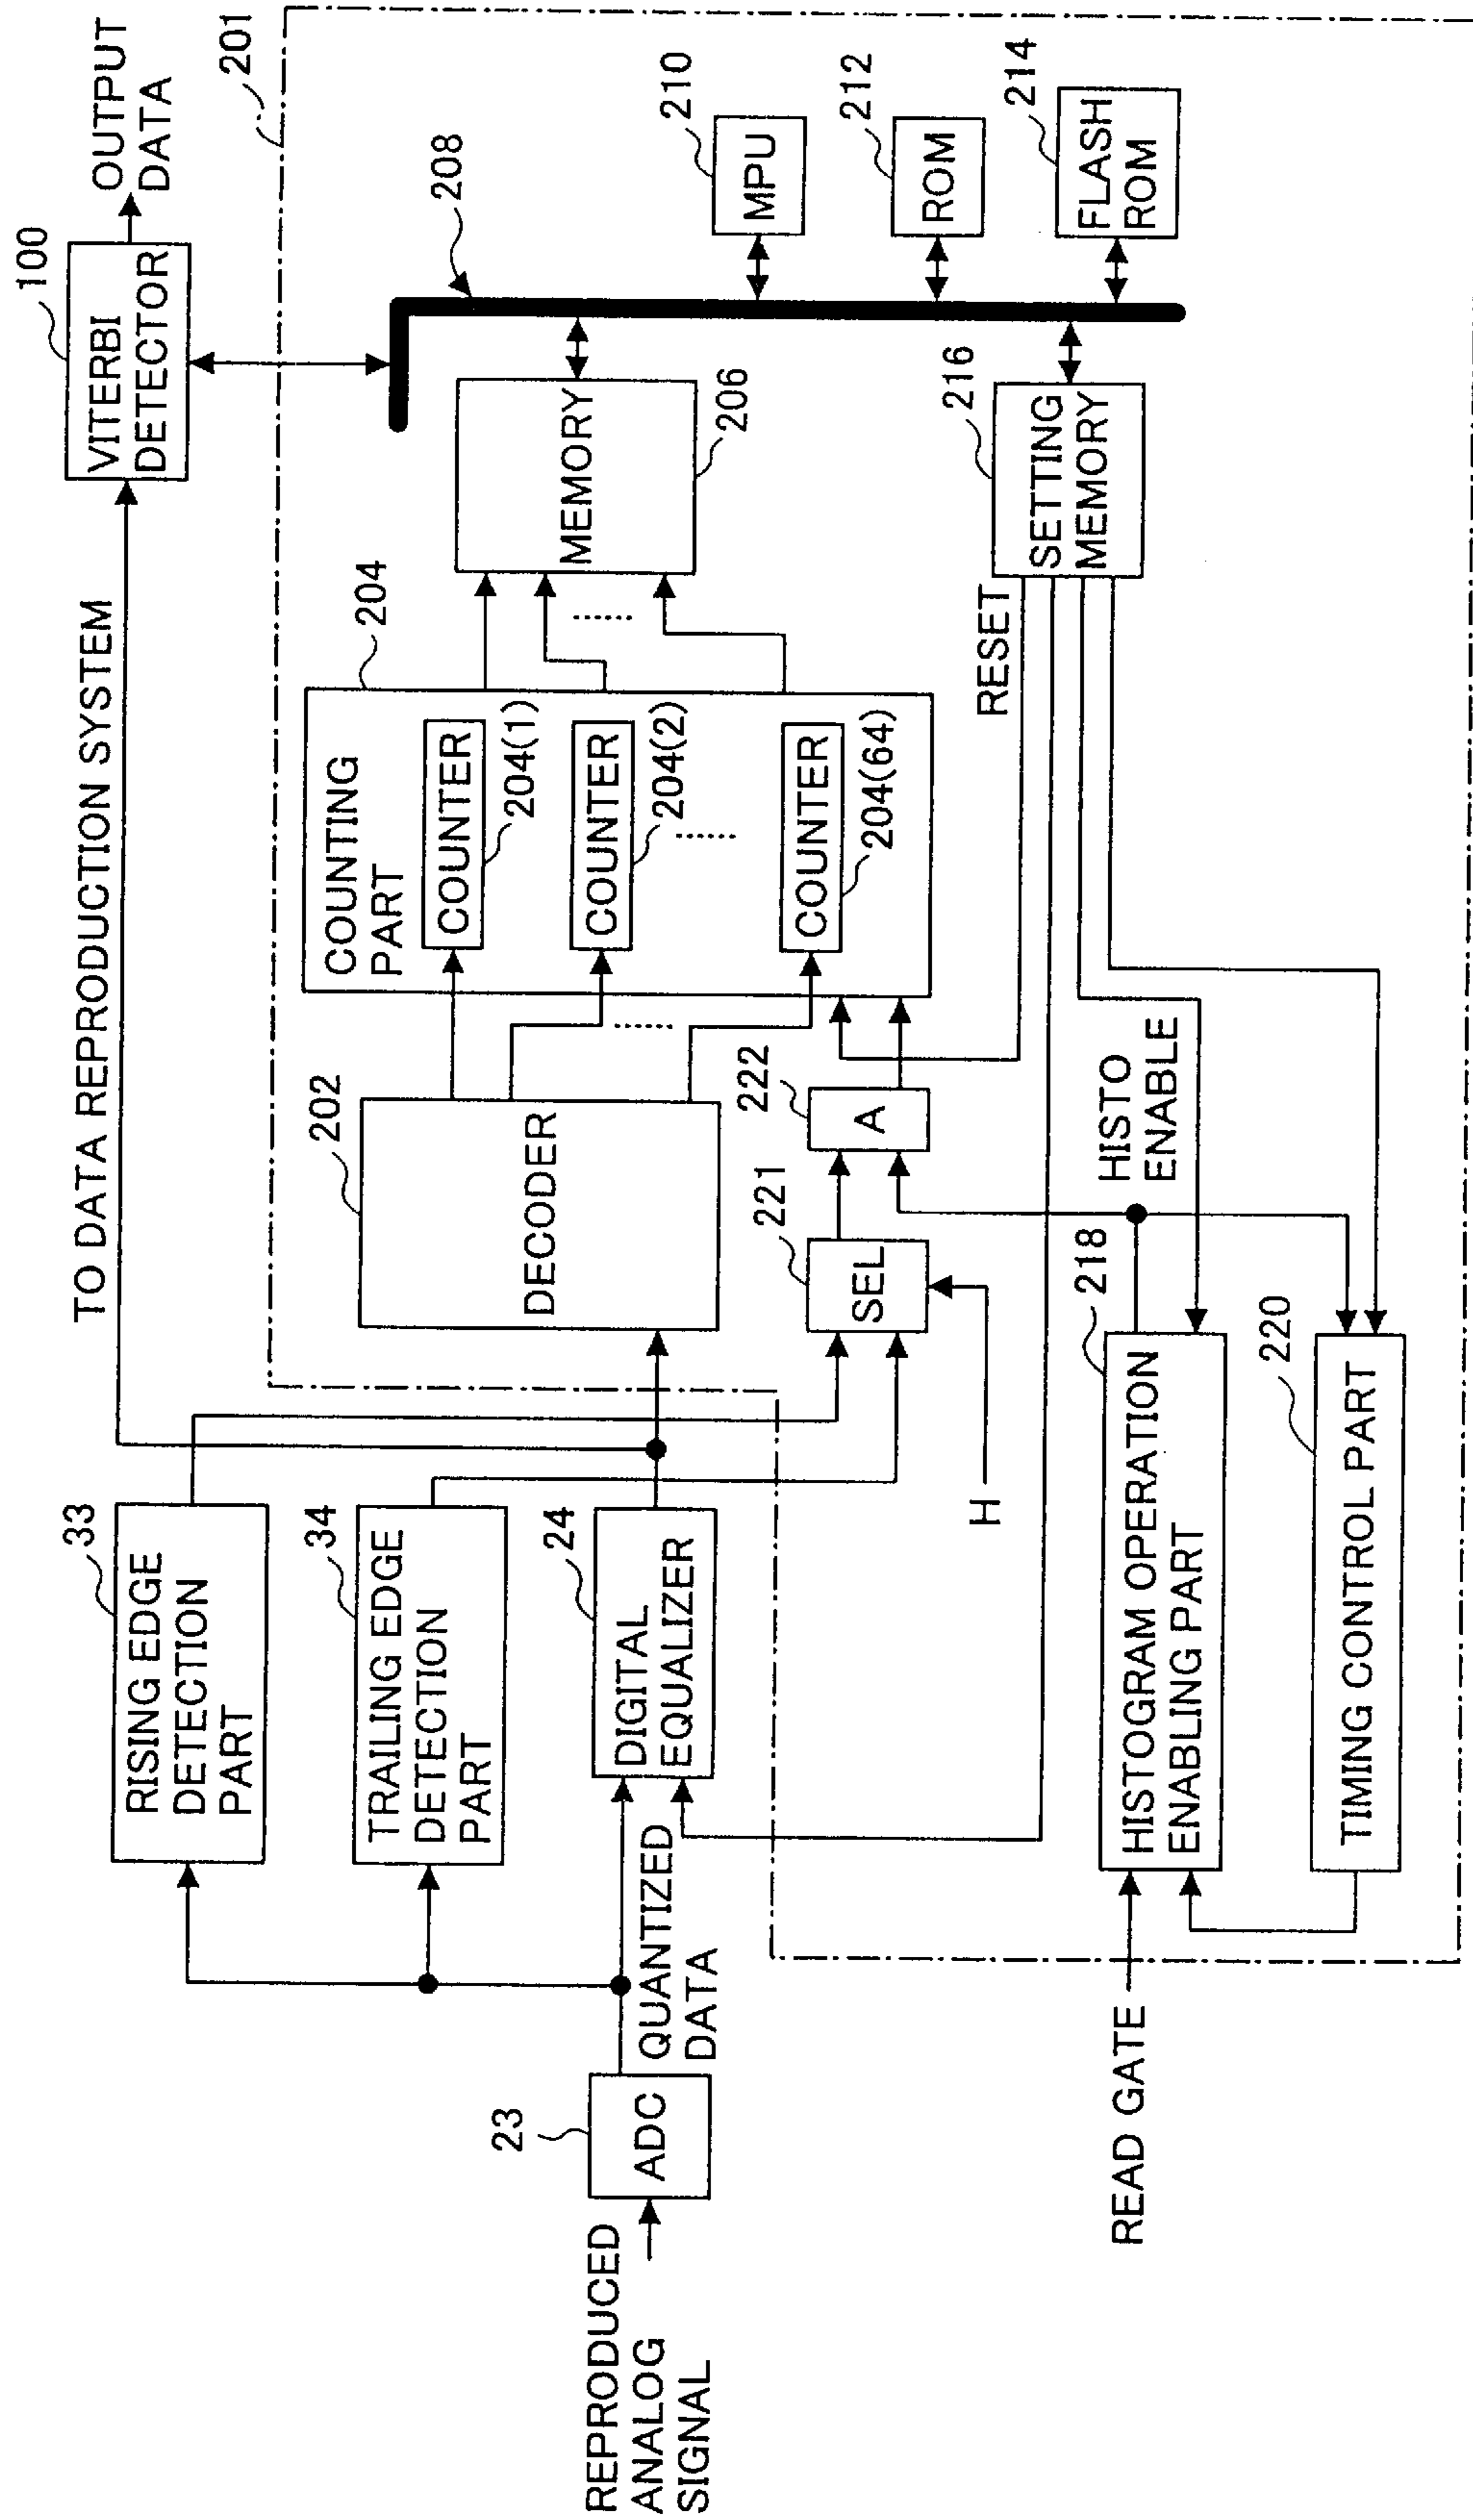 TO DATA REPRODUCTION SYSTEM
100
VITERBI
DETECTOR
OUTPUT
DATA
201
33
RISING EDGE
DETECTION
PART
34
TRAILING EDGE
DETECTION
PART
24
DIGITAL
EQUALIZER
23
ADC
REPRODUCED
ANALOG
SIGNAL
QUANTIZED
DATA
202
DECODER
204
COUNTING
PART
COUNTER
204(1)
COUNTER
204(2)
COUNTER
204(64)
MEMORY
206
208
210
MPU
212
ROM
214
FLASH
ROM
216
SETTING
MEMORY
RESET
221
SEL
222
A
H
HISTO
ENABLE
218
HISTOGRAM OPERATION
ENABLING PART
220
TIMING CONTROL PART
READ GATE